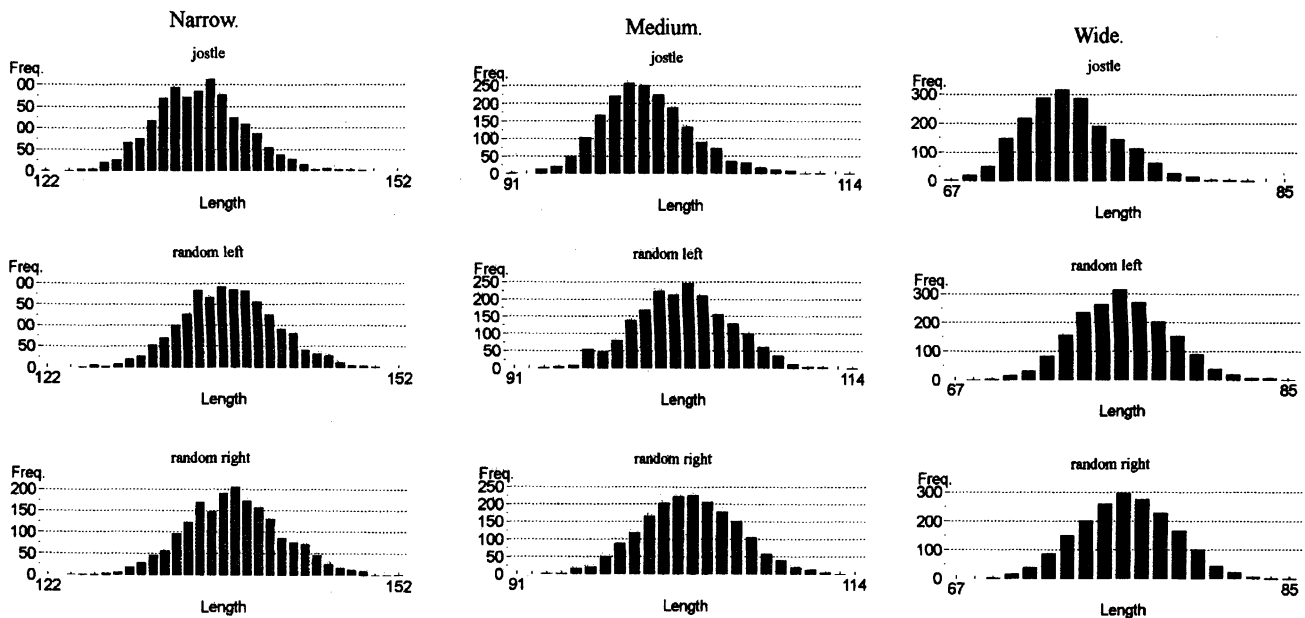 Narrow.
jostle
Freq.
00
50
00
50
0
122
152
Length
random left
Freq.
00
50
00
50
0
122
152
Length
random right
Freq.
200
150
100
50
0
122
152
Length
Medium.
jostle
Freq.
250
200
150
100
50
0
91
114
Length
random left
Freq.
250
200
150
100
50
0
91
114
Length
random right
Freq.
250
200
150
100
50
0
91
114
Length
Wide.
jostle
Freq.
300
200
100
0
67
85
Length
random left
Freq.
300
200
100
0
67
85
Length
random right
Freq.
300
200
100
0
67
85
Length